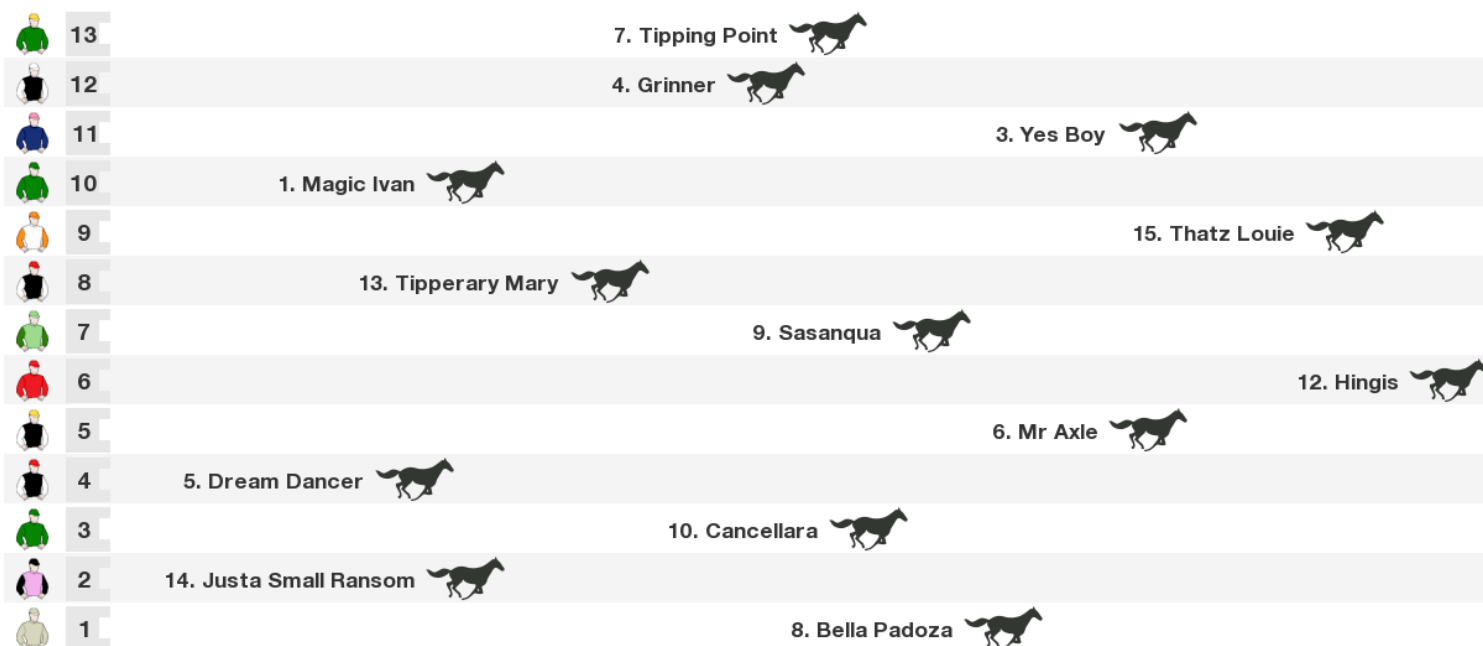 13 7. Tipping Point
12 4. Grinner
11 3. Yes Boy
10 1. Magic Ivan
9 15. Thatz Louie
8 13. Tipperary Mary
7 9. Sasanqua
6 12. Hingis
5 6. Mr Axle
4 5. Dream Dancer
3 10. Cancellara
2 14. Justa Small Ransom
1 8. Bella Padoza